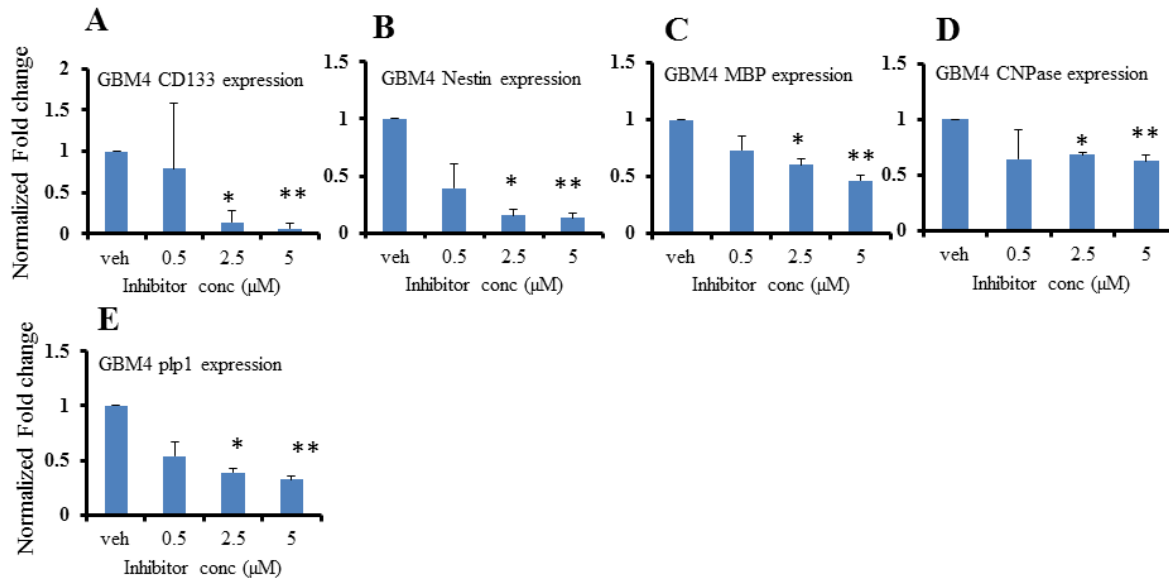 A
B
C
D
Normalized Fold change
GBM4 CD133 expression
2
1.5
1
0.5
0
*
**
veh 0.5 2.5 5
Inhibitor conc (μM)
GBM4 Nestin expression
1.5
1
0.5
0
*
**
veh 0.5 2.5 5
Inhibitor conc (μM)
GBM4 MBP expression
1.5
1
0.5
0
*
**
veh 0.5 2.5 5
Inhibitor conc (μM)
GBM4 CNPase expression
1.5
1
0.5
0
*
**
veh 0.5 2.5 5
Inhibitor conc (μM)
E
Normalized Fold change
GBM4 plp1 expression
1.5
1
0.5
0
*
**
veh 0.5 2.5 5
Inhibitor conc (μM)